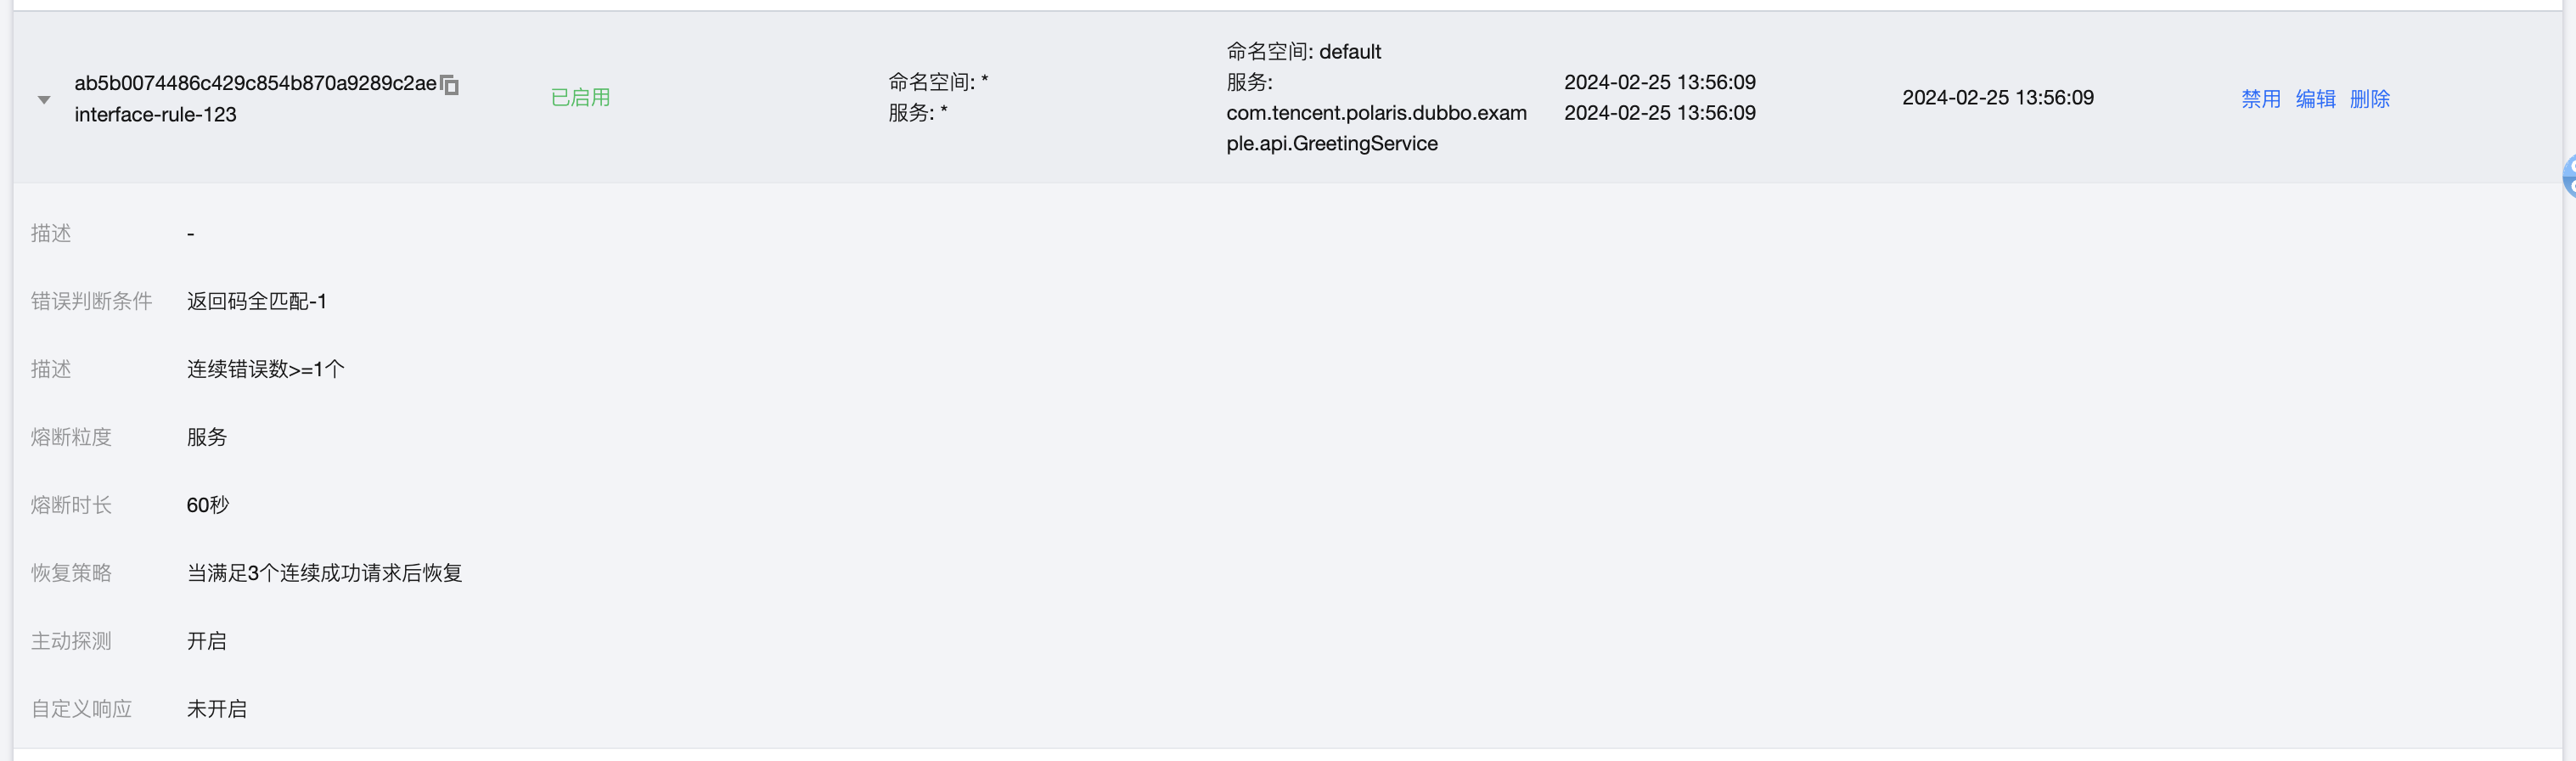 ab5b0074486c429c854b870a9289c2ae
interface-rule-123
已启用
命名空间: *
服务: *
命名空间: default
服务:
com.tencent.polaris.dubbo.exam
ple.api.GreetingService
2024-02-25 13:56:09
2024-02-25 13:56:09
2024-02-25 13:56:09
禁用 编辑 删除
描述 -
错误判断条件 返回码全匹配-1
描述 连续错误数>=1个
熔断粒度 服务
熔断时长 60秒
恢复策略 当满足3个连续成功请求后恢复
主动探测 开启
自定义响应 未开启